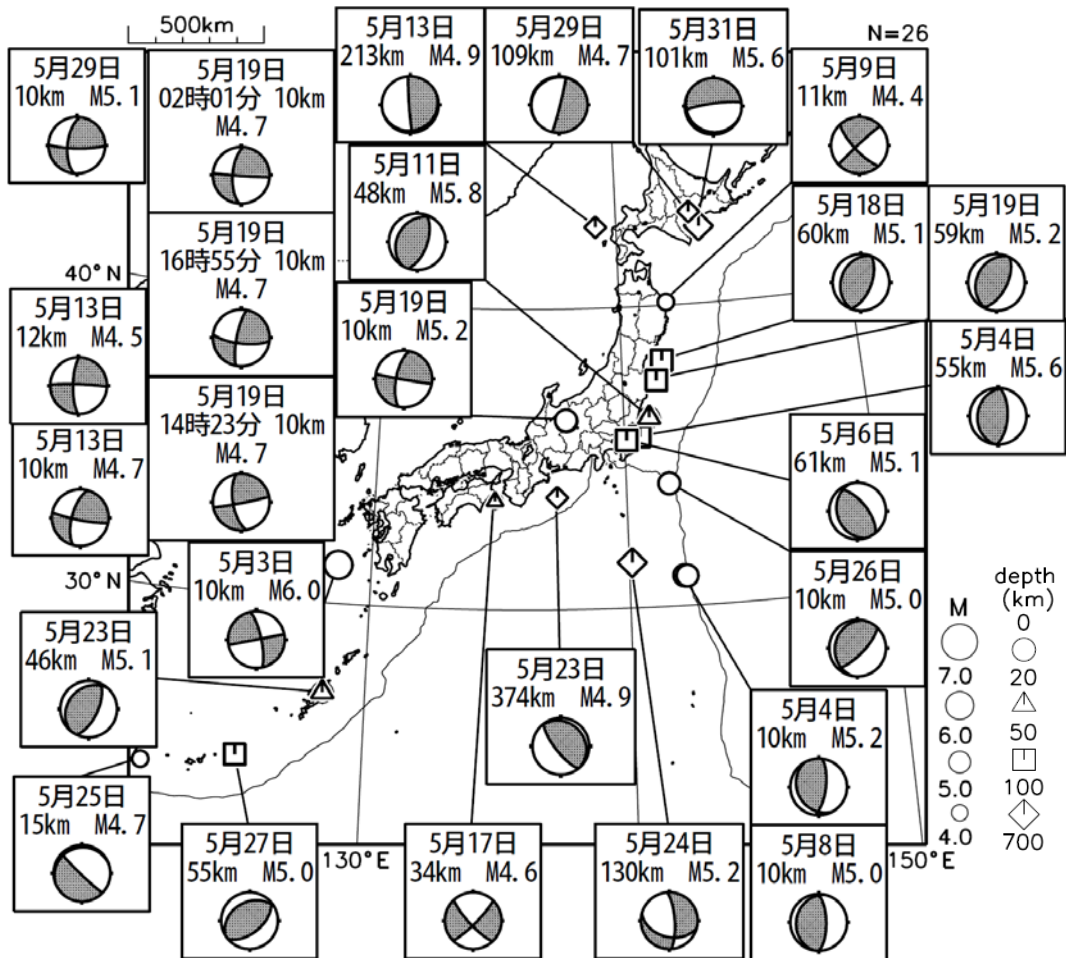 500km
N=26
5月13日
213km M4.9
5月29日
109km M4.7
5月31日
101km M5.6
5月9日
11km M4.4
5月29日
10km M5.1
5月19日
02時01分 10km
M4.7
5月11日
48km M5.8
5月18日
60km M5.1
5月19日
59km M5.2
5月19日
16時55分 10km
M4.7
40°N
5月13日
12km M4.5
5月19日
10km M5.2
5月4日
55km M5.6
5月19日
14時23分 10km
M4.7
5月13日
10km M4.7
5月6日
61km M5.1
30°N
5月3日
10km M6.0
5月26日
10km M5.0
5月23日
46km M5.1
5月23日
374km M4.9
5月4日
10km M5.2
5月25日
15km M4.7
130°E
150°E
5月27日
55km M5.0
5月17日
34km M4.6
5月24日
130km M5.2
5月8日
10km M5.0
M
7.0
6.0
5.0
4.0
depth
(km)
0
20
50
100
700